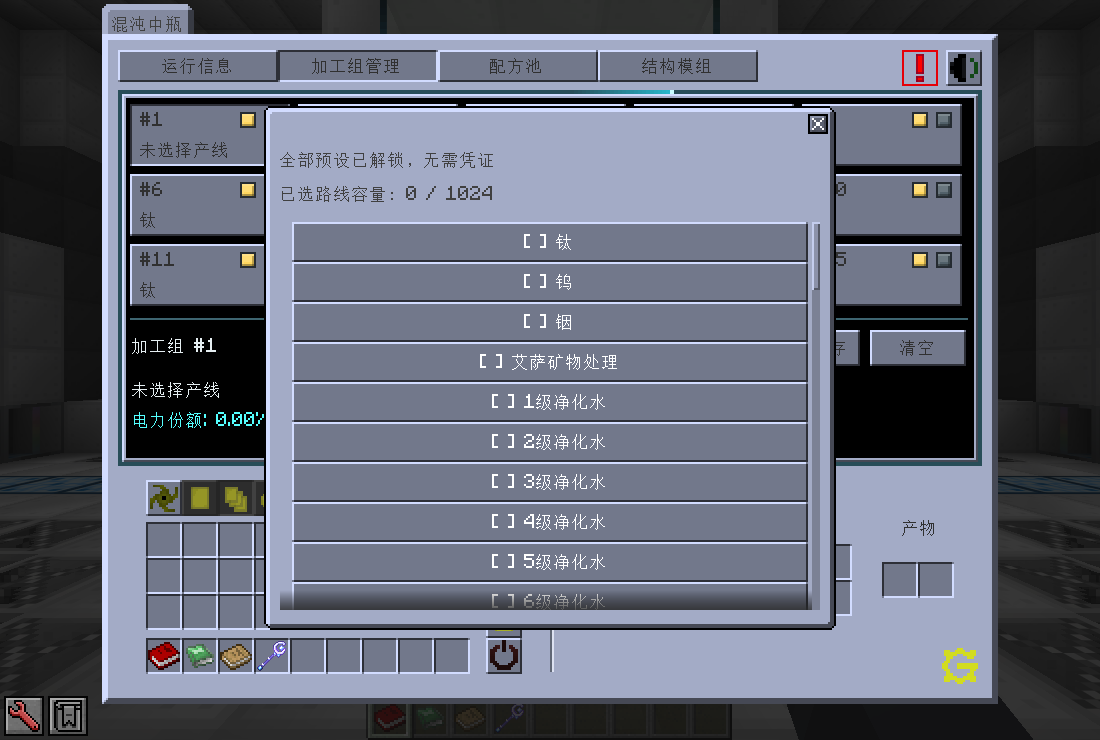 混沌中瓶
运行信息
加工组管理
配方池
结构模组
#1
未选择产线
#6
钛
#11
钛
0
5
全部预设已解锁，无需凭证
已选路线容量: 0 / 1024
[ ] 钛
[ ] 钨
[ ] 铟
[ ] 艾萨矿物处理
[ ] 1级净化水
[ ] 2级净化水
[ ] 3级净化水
[ ] 4级净化水
[ ] 5级净化水
[ ] 6级净化水
加工组 #1
存
清空
未选择产线
电力份额: 0.00%
产物